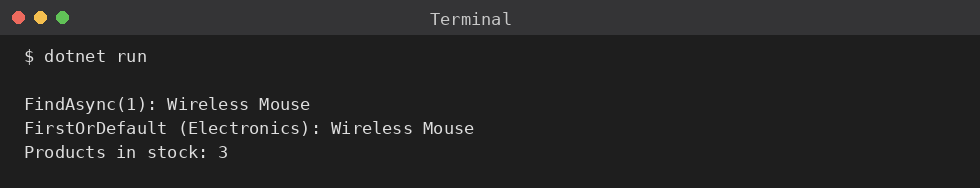 Terminal
$ dotnet run
FindAsync(1): Wireless Mouse
FirstOrDefault (Electronics): Wireless Mouse
Products in stock: 3